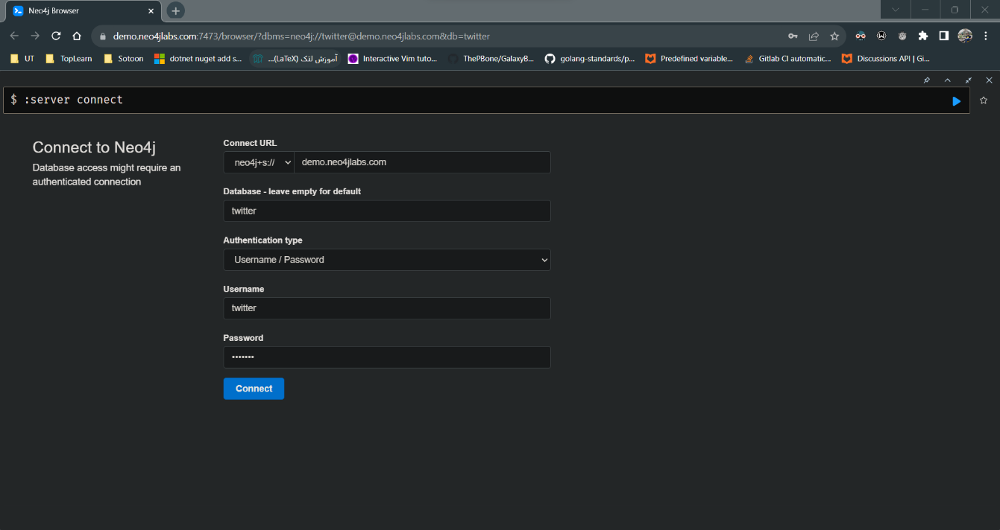 Neo4j Browser
demo.neo4jlabs.com:7473/browser/?dbms=neo4j://twitter@demo.neo4jlabs.com&db=twitter
UT TopLearn Sotoon dotnet nuget add s... آموزش لتک (LaTeX)... Interactive Vim tuto... ThePBone/GalaxyB... golang-standards/p... Predefined variable... Gitlab CI automatic... Discussions API | Gi...
$ :server connect
Connect to Neo4j
Database access might require an
authenticated connection
Connect URL
neo4j+s:// demo.neo4jlabs.com
Database - leave empty for default
twitter
Authentication type
Username / Password
Username
twitter
Password
•••••••
Connect